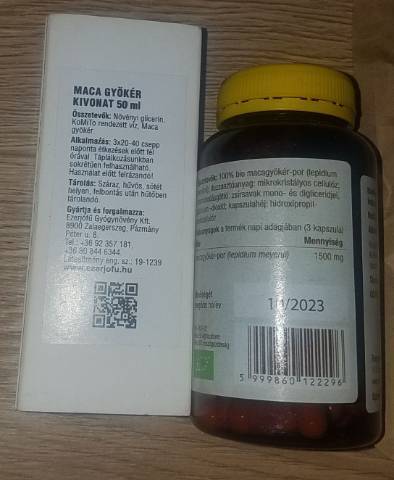 MACA GYÖKÉR
KIVONAT 50 ml
Összetevők: Növényi glicerin,
KoMiTo rendezett víz, Maca
gyökér
Alkalmazás: 3x20-40 csepp
naponta étkezések előtt fél
órával. Táplálkozásunkban
sokrétűen felhasználható.
Használat előtt felrázandó!
Tárolás: Száraz, hűvös, sötét
helyen, felbontás után hűtőben
tárolandó.
Gyártja és forgalmazza:
Ezerjófű Gyógynövény Kft.
8900 Zalaegerszeg, Pázmány
Péter u. 6.
Tel.: +36 92 357 181,
+36 30 844 6344
Létesítmény eng. sz.: 19-1239
www.ezerjofu.hu
100% bio macagyökér-por (lepidium
mikrokristályos cellulóz;
zsírsavak mono- és digliceridjei,
kapszulahéj: hidroxipropil-
a termék napi adagjában (3 kapszula)
Mennyiség
(lepidium meyenii) 1500 mg
10/2023
5 999860 122296